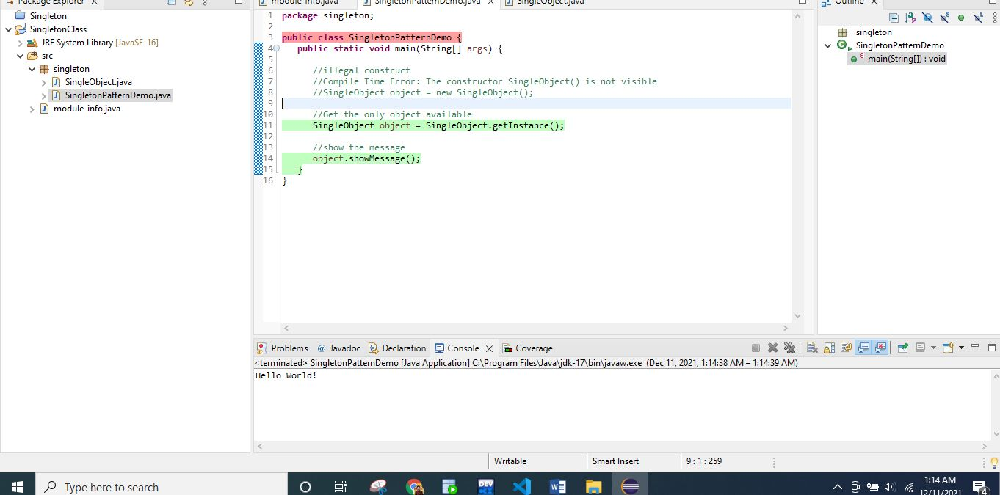 Package Explorer
Singleton
SingletonClass
JRE System Library [JavaSE-16]
src
singleton
SingleObject.java
SingletonPatternDemo.java
module-info.java
module-info.java
SingletonPatternDemo.java
SingleObject.java
1 package singleton;
2
3 public class SingletonPatternDemo {
4 public static void main(String[] args) {
5
6 //illegal construct
7 //Compile Time Error: The constructor SingleObject() is not visible
8 //SingleObject object = new SingleObject();
9
10 //Get the only object available
11 SingleObject object = SingleObject.getInstance();
12
13 //show the message
14 object.showMessage();
15 }
16 }
Outline
singleton
SingletonPatternDemo
main(String[]) : void
Problems
@ Javadoc
Declaration
Console
Coverage
<terminated> SingletonPatternDemo [Java Application] C:\Program Files\Java\jdk-17\bin\javaw.exe (Dec 11, 2021, 1:14:38 AM – 1:14:39 AM)
Hello World!
Writable
Smart Insert
9 : 1 : 259
Type here to search
DEV
1:14 AM
12/11/2021
4